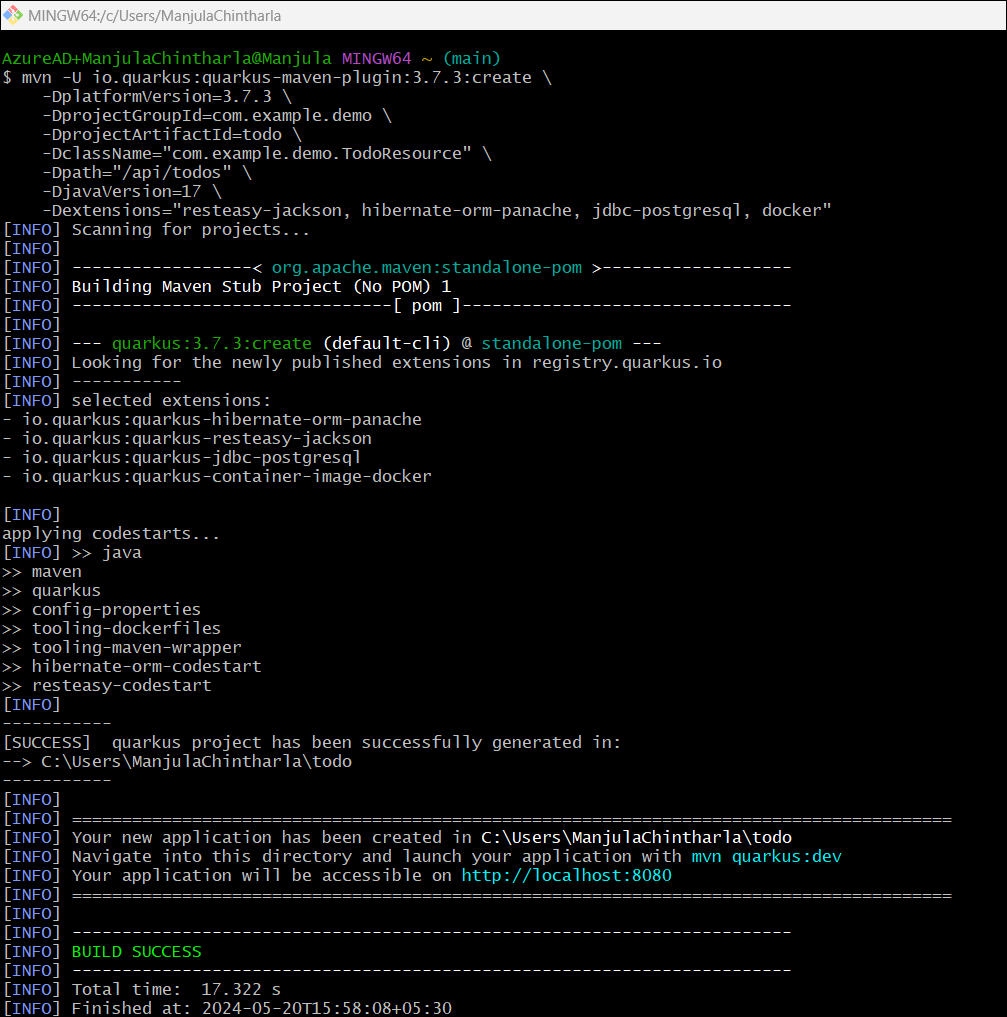 MINGW64:/c/Users/ManjulaChintharla
AzureAD+ManjulaChintharla@Manjula MINGW64 ~ (main)
$ mvn -U io.quarkus:quarkus-maven-plugin:3.7.3:create \
    -DplatformVersion=3.7.3 \
    -DprojectGroupId=com.example.demo \
    -DprojectArtifactId=todo \
    -DclassName="com.example.demo.TodoResource" \
    -Dpath="/api/todos" \
    -DjavaVersion=17 \
    -Dextensions="resteasy-jackson, hibernate-orm-panache, jdbc-postgresql, docker"
[INFO] Scanning for projects...
[INFO]
[INFO] ------------------< org.apache.maven:standalone-pom >-------------------
[INFO] Building Maven Stub Project (No POM) 1
[INFO] --------------------------------[ pom ]---------------------------------
[INFO]
[INFO] --- quarkus:3.7.3:create (default-cli) @ standalone-pom ---
[INFO] Looking for the newly published extensions in registry.quarkus.io
[INFO] -----------
[INFO] selected extensions:
- io.quarkus:quarkus-hibernate-orm-panache
- io.quarkus:quarkus-resteasy-jackson
- io.quarkus:quarkus-jdbc-postgresql
- io.quarkus:quarkus-container-image-docker
[INFO]
applying codestarts...
[INFO] >> java
>> maven
>> quarkus
>> config-properties
>> tooling-dockerfiles
>> tooling-maven-wrapper
>> hibernate-orm-codestart
>> resteasy-codestart
[INFO]
-----------
[SUCCESS]  quarkus project has been successfully generated in:
--> C:\Users\ManjulaChintharla\todo
-----------
[INFO]
[INFO] ========================================================================================
[INFO] Your new application has been created in C:\Users\ManjulaChintharla\todo
[INFO] Navigate into this directory and launch your application with mvn quarkus:dev
[INFO] Your application will be accessible on http://localhost:8080
[INFO] ========================================================================================
[INFO]
[INFO] ------------------------------------------------------------------------
[INFO] BUILD SUCCESS
[INFO] ------------------------------------------------------------------------
[INFO] Total time:  17.322 s
[INFO] Finished at: 2024-05-20T15:58:08+05:30